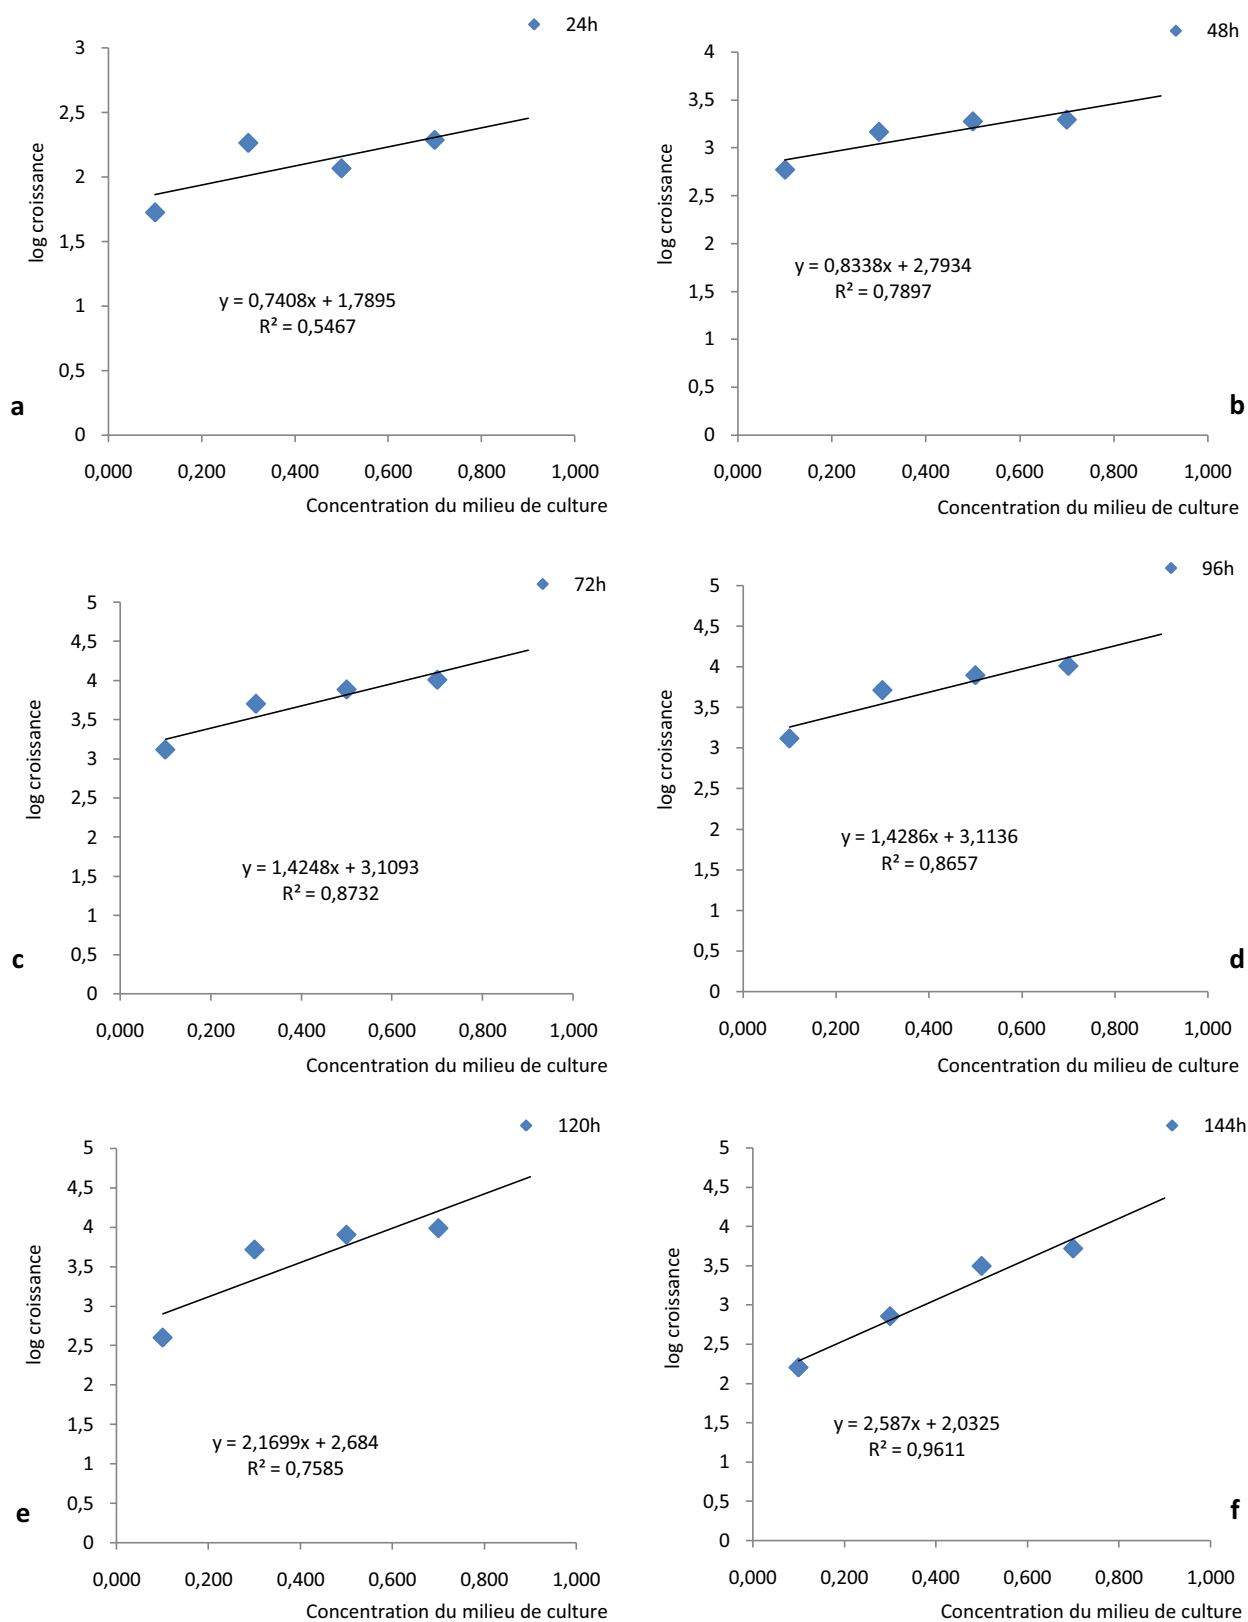 24h
3
2,5
2
1,5
1
0,5
0
log croissance
y = 0,7408x + 1,7895
R² = 0,5467
a
0,000 0,200 0,400 0,600 0,800 1,000
Concentration du milieu de culture
48h
4
3,5
3
2,5
2
1,5
1
0,5
0
log croissance
y = 0,8338x + 2,7934
R² = 0,7897
b
0,000 0,200 0,400 0,600 0,800 1,000
Concentration du milieu de culture
72h
5
4,5
4
3,5
3
2,5
2
1,5
1
0,5
0
log croissance
y = 1,4248x + 3,1093
R² = 0,8732
c
0,000 0,200 0,400 0,600 0,800 1,000
Concentration du milieu de culture
96h
5
4,5
4
3,5
3
2,5
2
1,5
1
0,5
0
log croissance
y = 1,4286x + 3,1136
R² = 0,8657
d
0,000 0,200 0,400 0,600 0,800 1,000
Concentration du milieu de culture
120h
5
4,5
4
3,5
3
2,5
2
1,5
1
0,5
0
log croissance
y = 2,1699x + 2,684
R² = 0,7585
e
0,000 0,200 0,400 0,600 0,800 1,000
Concentration du milieu de culture
144h
5
4,5
4
3,5
3
2,5
2
1,5
1
0,5
0
log croissance
y = 2,587x + 2,0325
R² = 0,9611
f
0,000 0,200 0,400 0,600 0,800 1,000
Concentration du milieu de culture